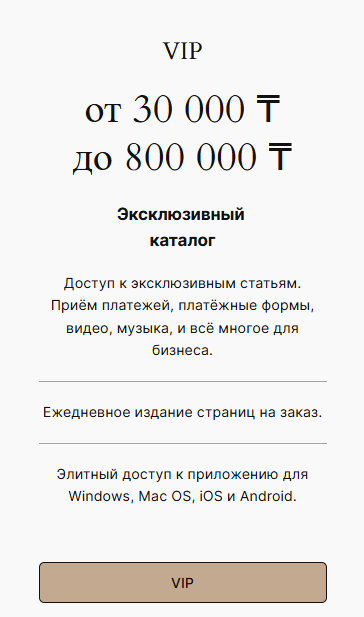 VIP
от 30 000 ₸
до 800 000 ₸
Эксклюзивный
каталог
Доступ к эксклюзивным статьям.
Приём платежей, платёжные формы,
видео, музыка, и всё многое для
бизнеса.
Ежедневное издание страниц на заказ.
Элитный доступ к приложению для
Windows, Mac OS, iOS и Android.
VIP